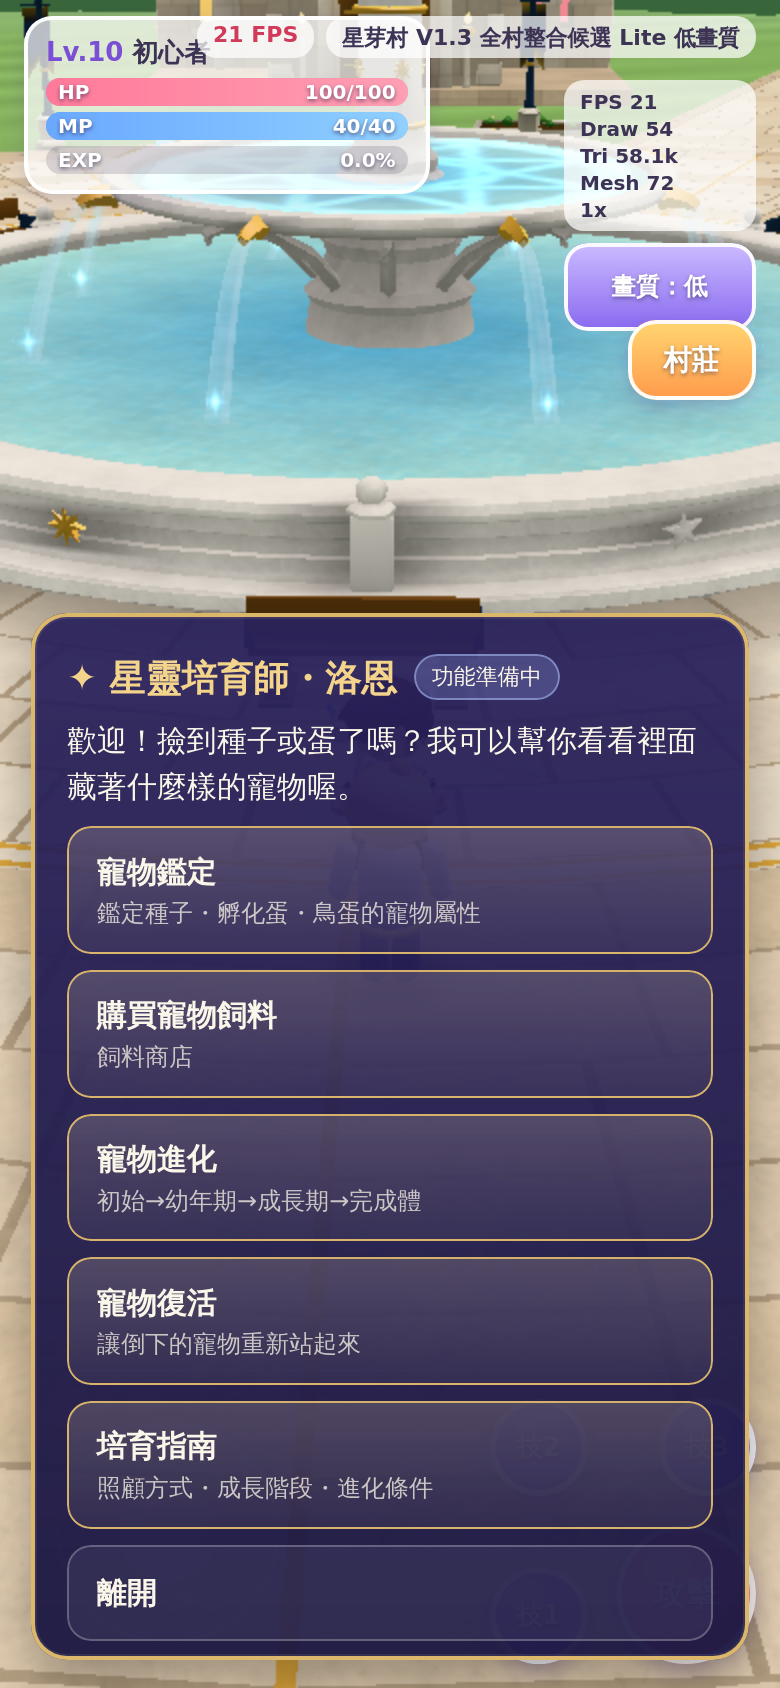 Lv.10 初心者
21 FPS
星芽村 V1.3 全村整合候選 Lite 低畫質
HP 100/100
MP 40/40
EXP 0.0%
FPS 21
Draw 54
Tri 58.1k
Mesh 72
1x
畫質：低
村莊
✦ 星靈培育師・洛恩 功能準備中
歡迎！撿到種子或蛋了嗎？我可以幫你看看裡面
藏著什麼樣的寵物喔。
寵物鑑定
鑑定種子・孵化蛋・鳥蛋的寵物屬性
購買寵物飼料
飼料商店
寵物進化
初始→幼年期→成長期→完成體
寵物復活
讓倒下的寵物重新站起來
培育指南
照顧方式・成長階段・進化條件
技2 技3
離開
技1 攻擊